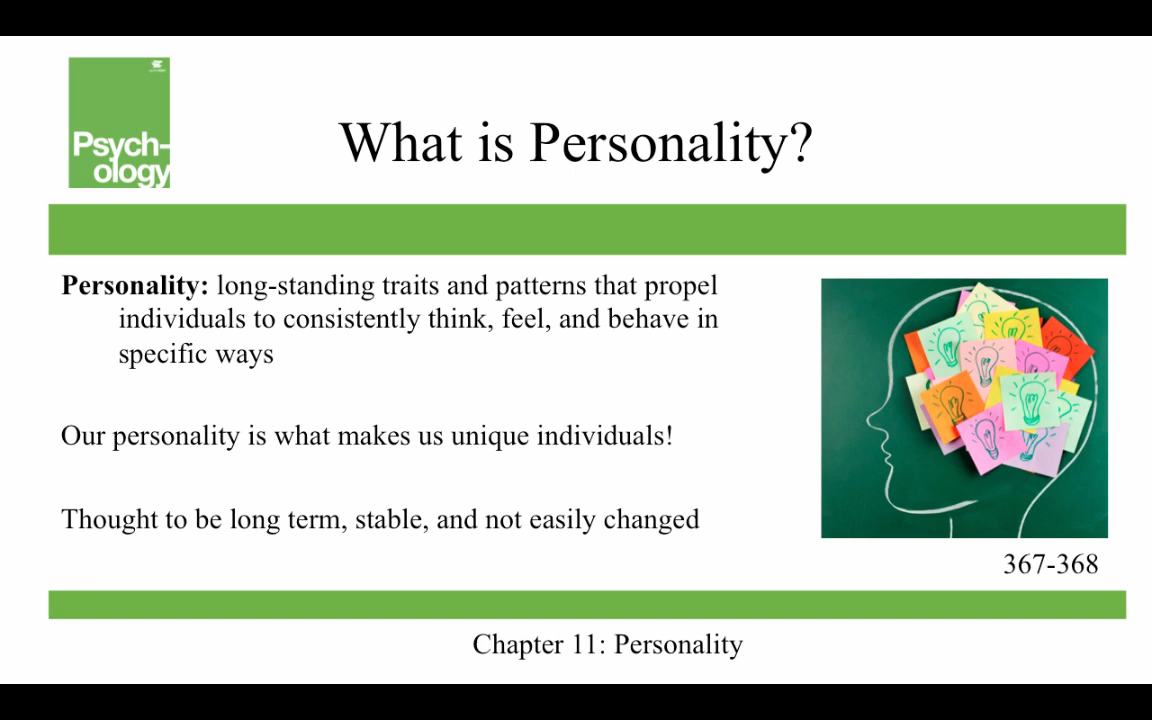 Psych-
ology
What is Personality?
Personality: long-standing traits and patterns that propel
individuals to consistently think, feel, and behave in
specific ways
Our personality is what makes us unique individuals!
Thought to be long term, stable, and not easily changed
367-368
Chapter 11: Personality